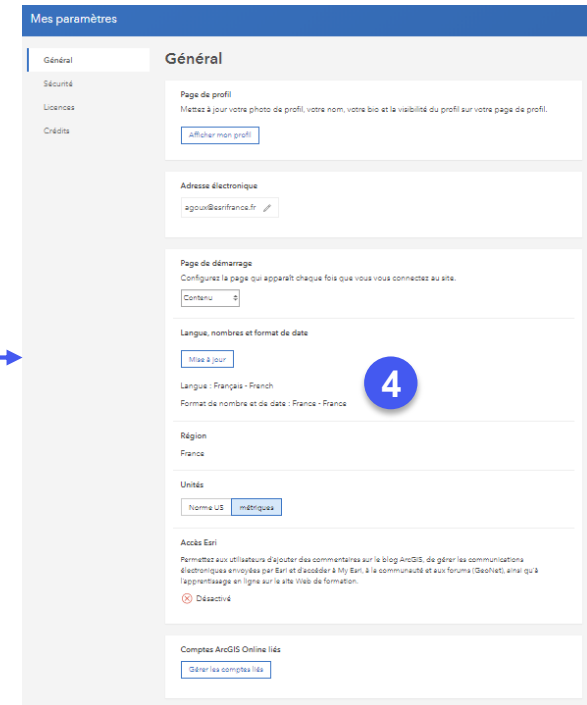 Mes paramètres
Général
Sécurité
Licences
Crédits
Général
Page de profil
Mettez à jour votre photo de profil, votre nom, votre bio et la visibilité du profil sur votre page de profil.
Afficher mon profil
Adresse électronique
agoux@esrifrance.fr
Page de démarrage
Configurez la page qui apparaît chaque fois que vous vous connectez au site.
Contenu
Langue, nombres et format de date
Mise à jour
4
Langue : Français - French
Format de nombre et de date : France - France
Région
France
Unités
Norme US
métriques
Accès Esri
Permettez aux utilisateurs d'ajouter des commentaires sur le blog ArcGIS, de gérer les communications
électroniques envoyées par Esri et d'accéder à My Esri, à la communauté et aux forums (GeoNet), ainsi qu'à
l'apprentissage en ligne sur le site Web de formation.
Désactivé
Comptes ArcGIS Online liés
Gérer les comptes liés